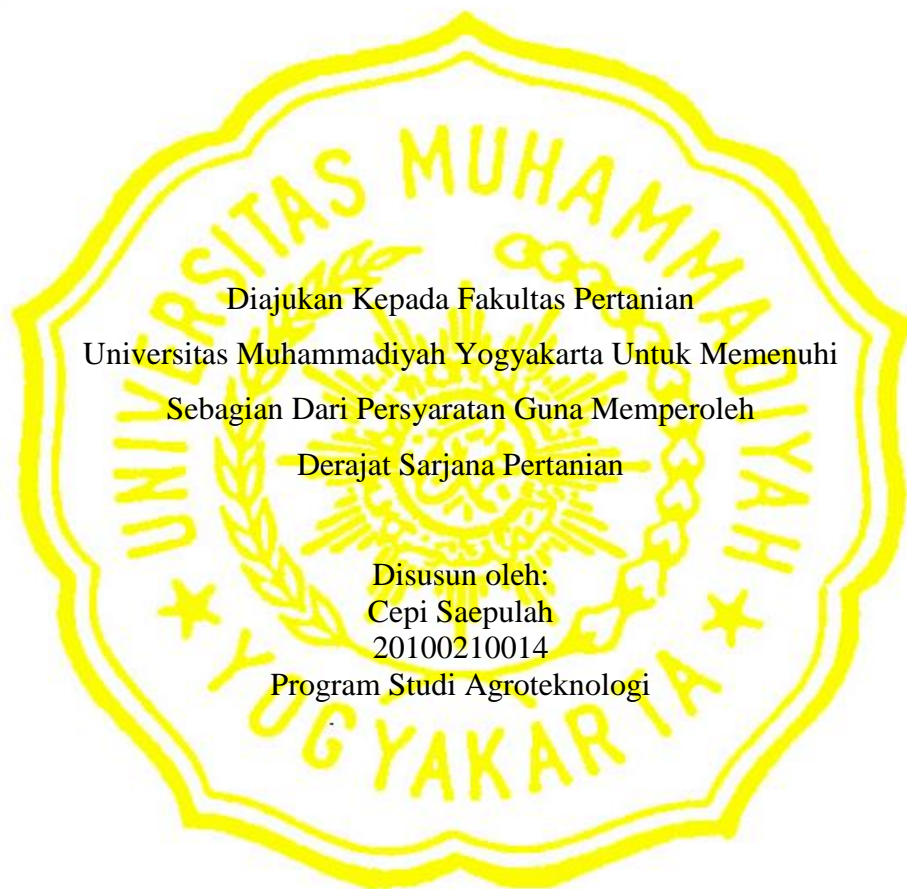 UNIVERSITAS MUHAMMADIYAH
Diajukan Kepada Fakultas Pertanian
Universitas Muhammadiyah Yogyakarta Untuk Memenuhi
Sebagian Dari Persyaratan Guna Memperoleh
Derajat Sarjana Pertanian
Disusun oleh:
Cepi Saepulah
20100210014
Program Studi Agroteknologi
★ YOGYAKARTA ★